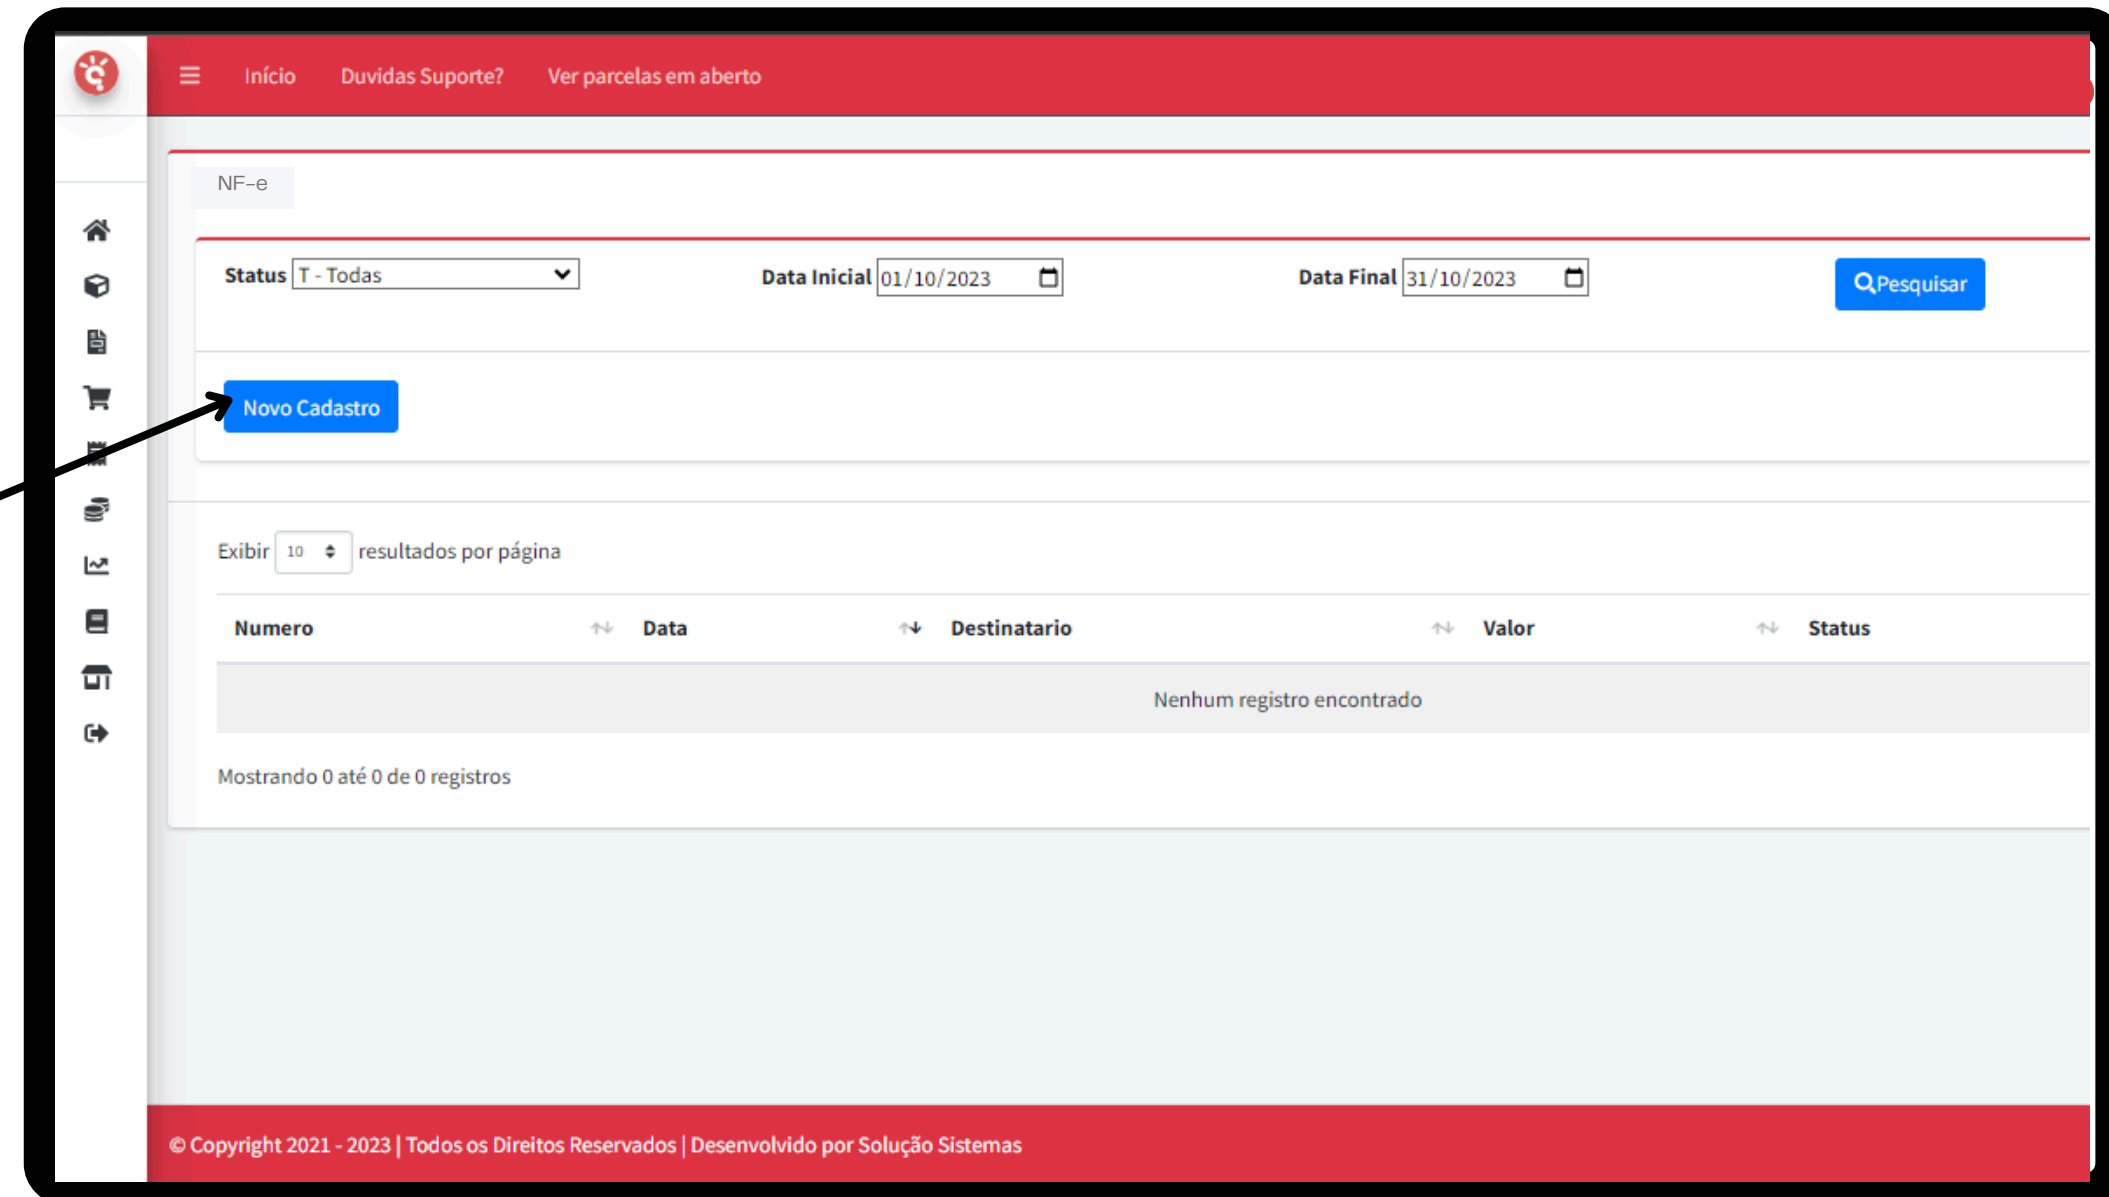 Início Duvidas Suporte? Ver parcelas em aberto
NF-e
Status T - Todas Data Inicial 01/10/2023 Data Final 31/10/2023 Pesquisar
Novo Cadastro
Exibir 10 resultados por página
Numero Data Destinatario Valor Status
Nenhum registro encontrado
Mostrando 0 até 0 de 0 registros
© Copyright 2021 - 2023 | Todos os Direitos Reservados | Desenvolvido por Solução Sistemas